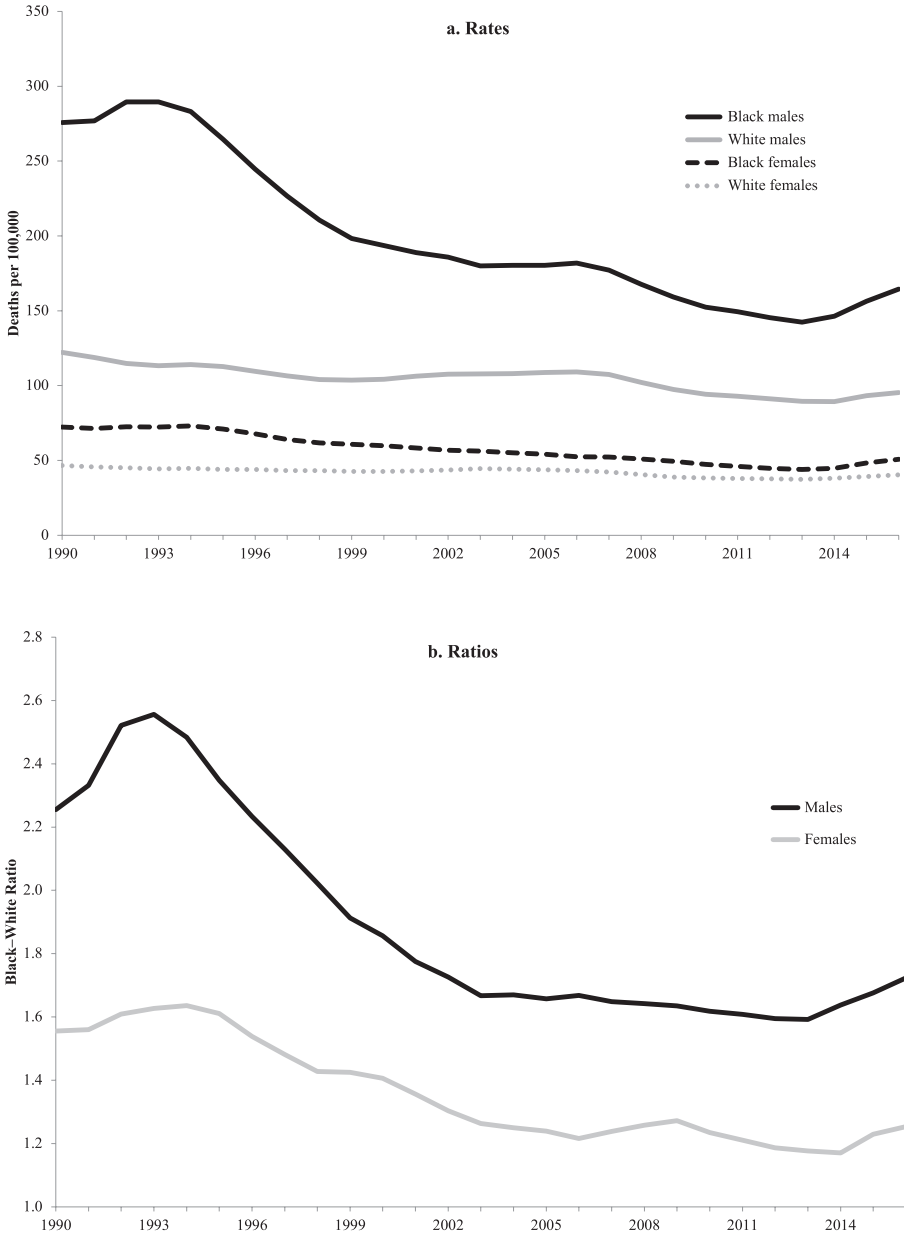 a. Rates
350
300
250
200
150
100
50
0
Deaths per 100,000
Black males
White males
Black females
White females
1990 1993 1996 1999 2002 2005 2008 2011 2014
b. Ratios
2.8
2.6
2.4
2.2
2.0
1.8
1.6
1.4
1.2
1.0
Black–White Ratio
Males
Females
1990 1993 1996 1999 2002 2005 2008 2011 2014